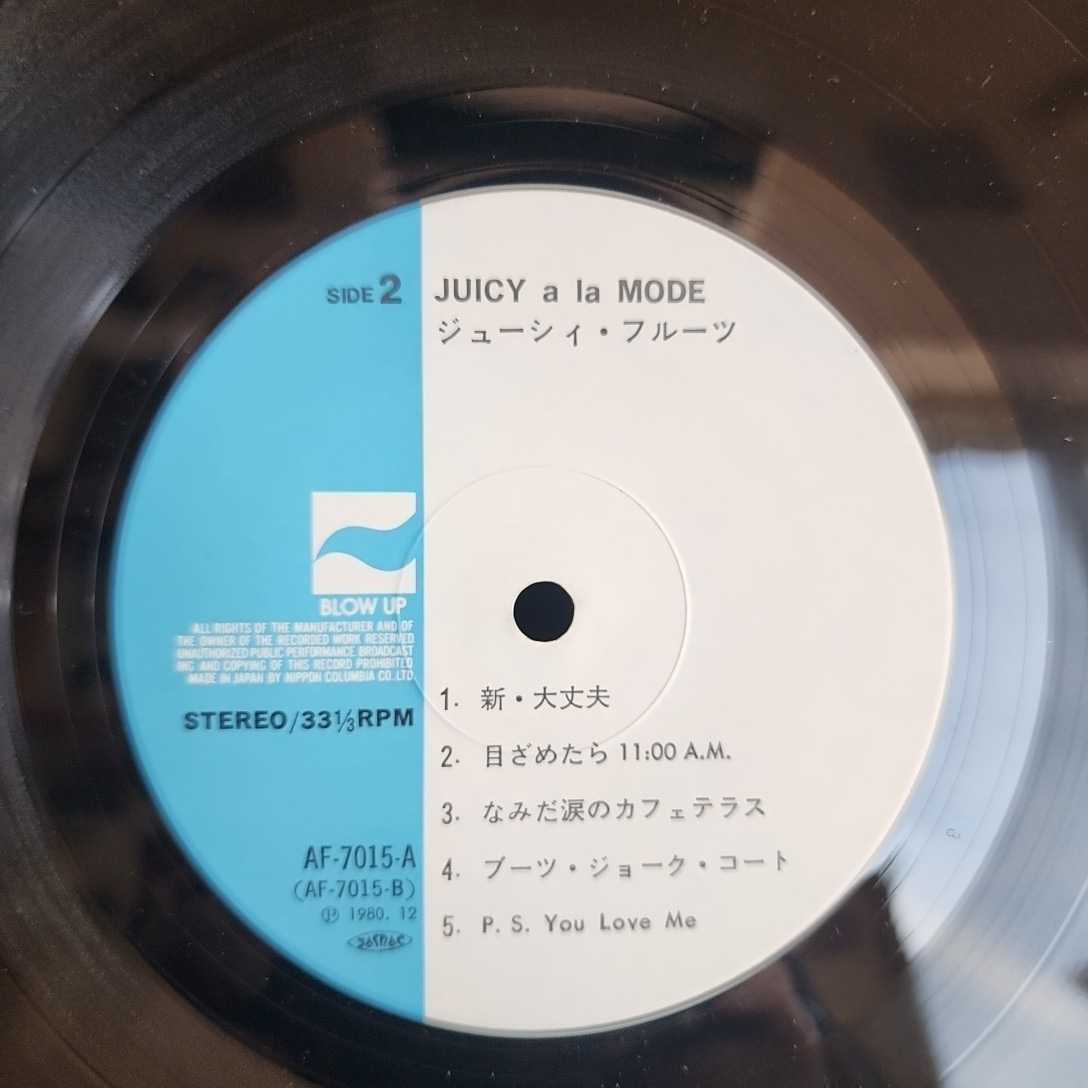 SIDE 2
JUICY a la MODE
ジューシィ・フルーツ
BLOW UP
ALL RIGHTS OF THE MANUFACTURER AND OF
THE OWNER OF THE RECORDED WORK RESERVED
UNAUTHORIZED PUBLIC PERFORMANCE BROADCAST
ING AND COPYING OF THIS RECORD PROHIBITED
MADE IN JAPAN BY NIPPON COLUMBIA CO. LTD
STEREO/33⅓RPM
1. 新・大丈夫
2. 目ざめたら 11:00 A.M.
3. なみだ涙のカフェテラス
4. ブーツ・ジョーク・コート
5. P. S. You Love Me
AF-7015-A
(AF-7015-B)
Ⓟ 1980. 12